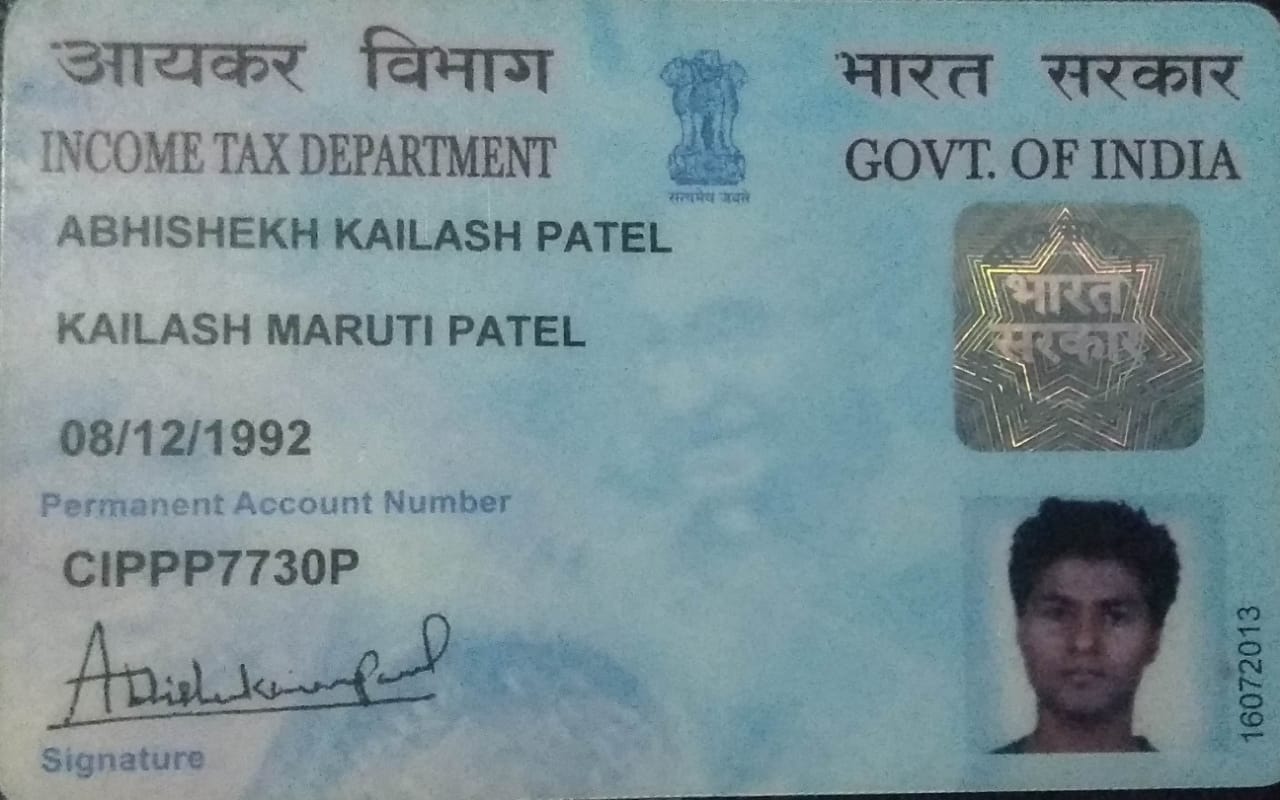 आयकर विभाग
INCOME TAX DEPARTMENT
भारत सरकार
GOVT. OF INDIA
सत्यमेव जयते
ABHISHEKH KAILASH PATEL
KAILASH MARUTI PATEL
08/12/1992
Permanent Account Number
CIPPP7730P
Signature
भारत
सरकार
16072013